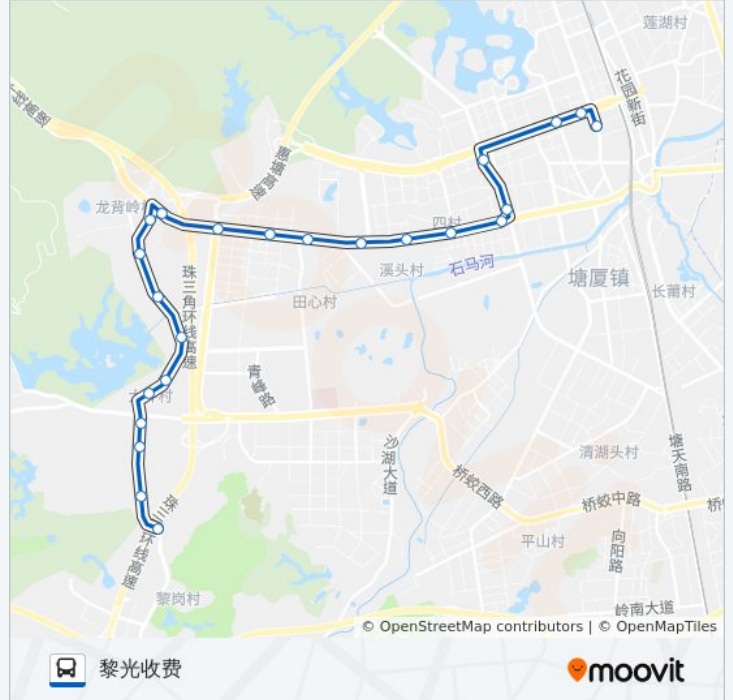 莲湖村
花园新街
线高速
惠塘高速
龙背岭
四村
溪头村
石马河
塘厦镇
长莆村
田心村
珠三角环线高速
青峰路
沙湖大道
清湖头村
塘天南路
桥蛟西路
桥蛟中路
桥
平山村
向阳路
珠三环线高速
黎岗村
岭南大道
© OpenStreetMap contributors | © OpenMapTiles
黎光收费
moovit